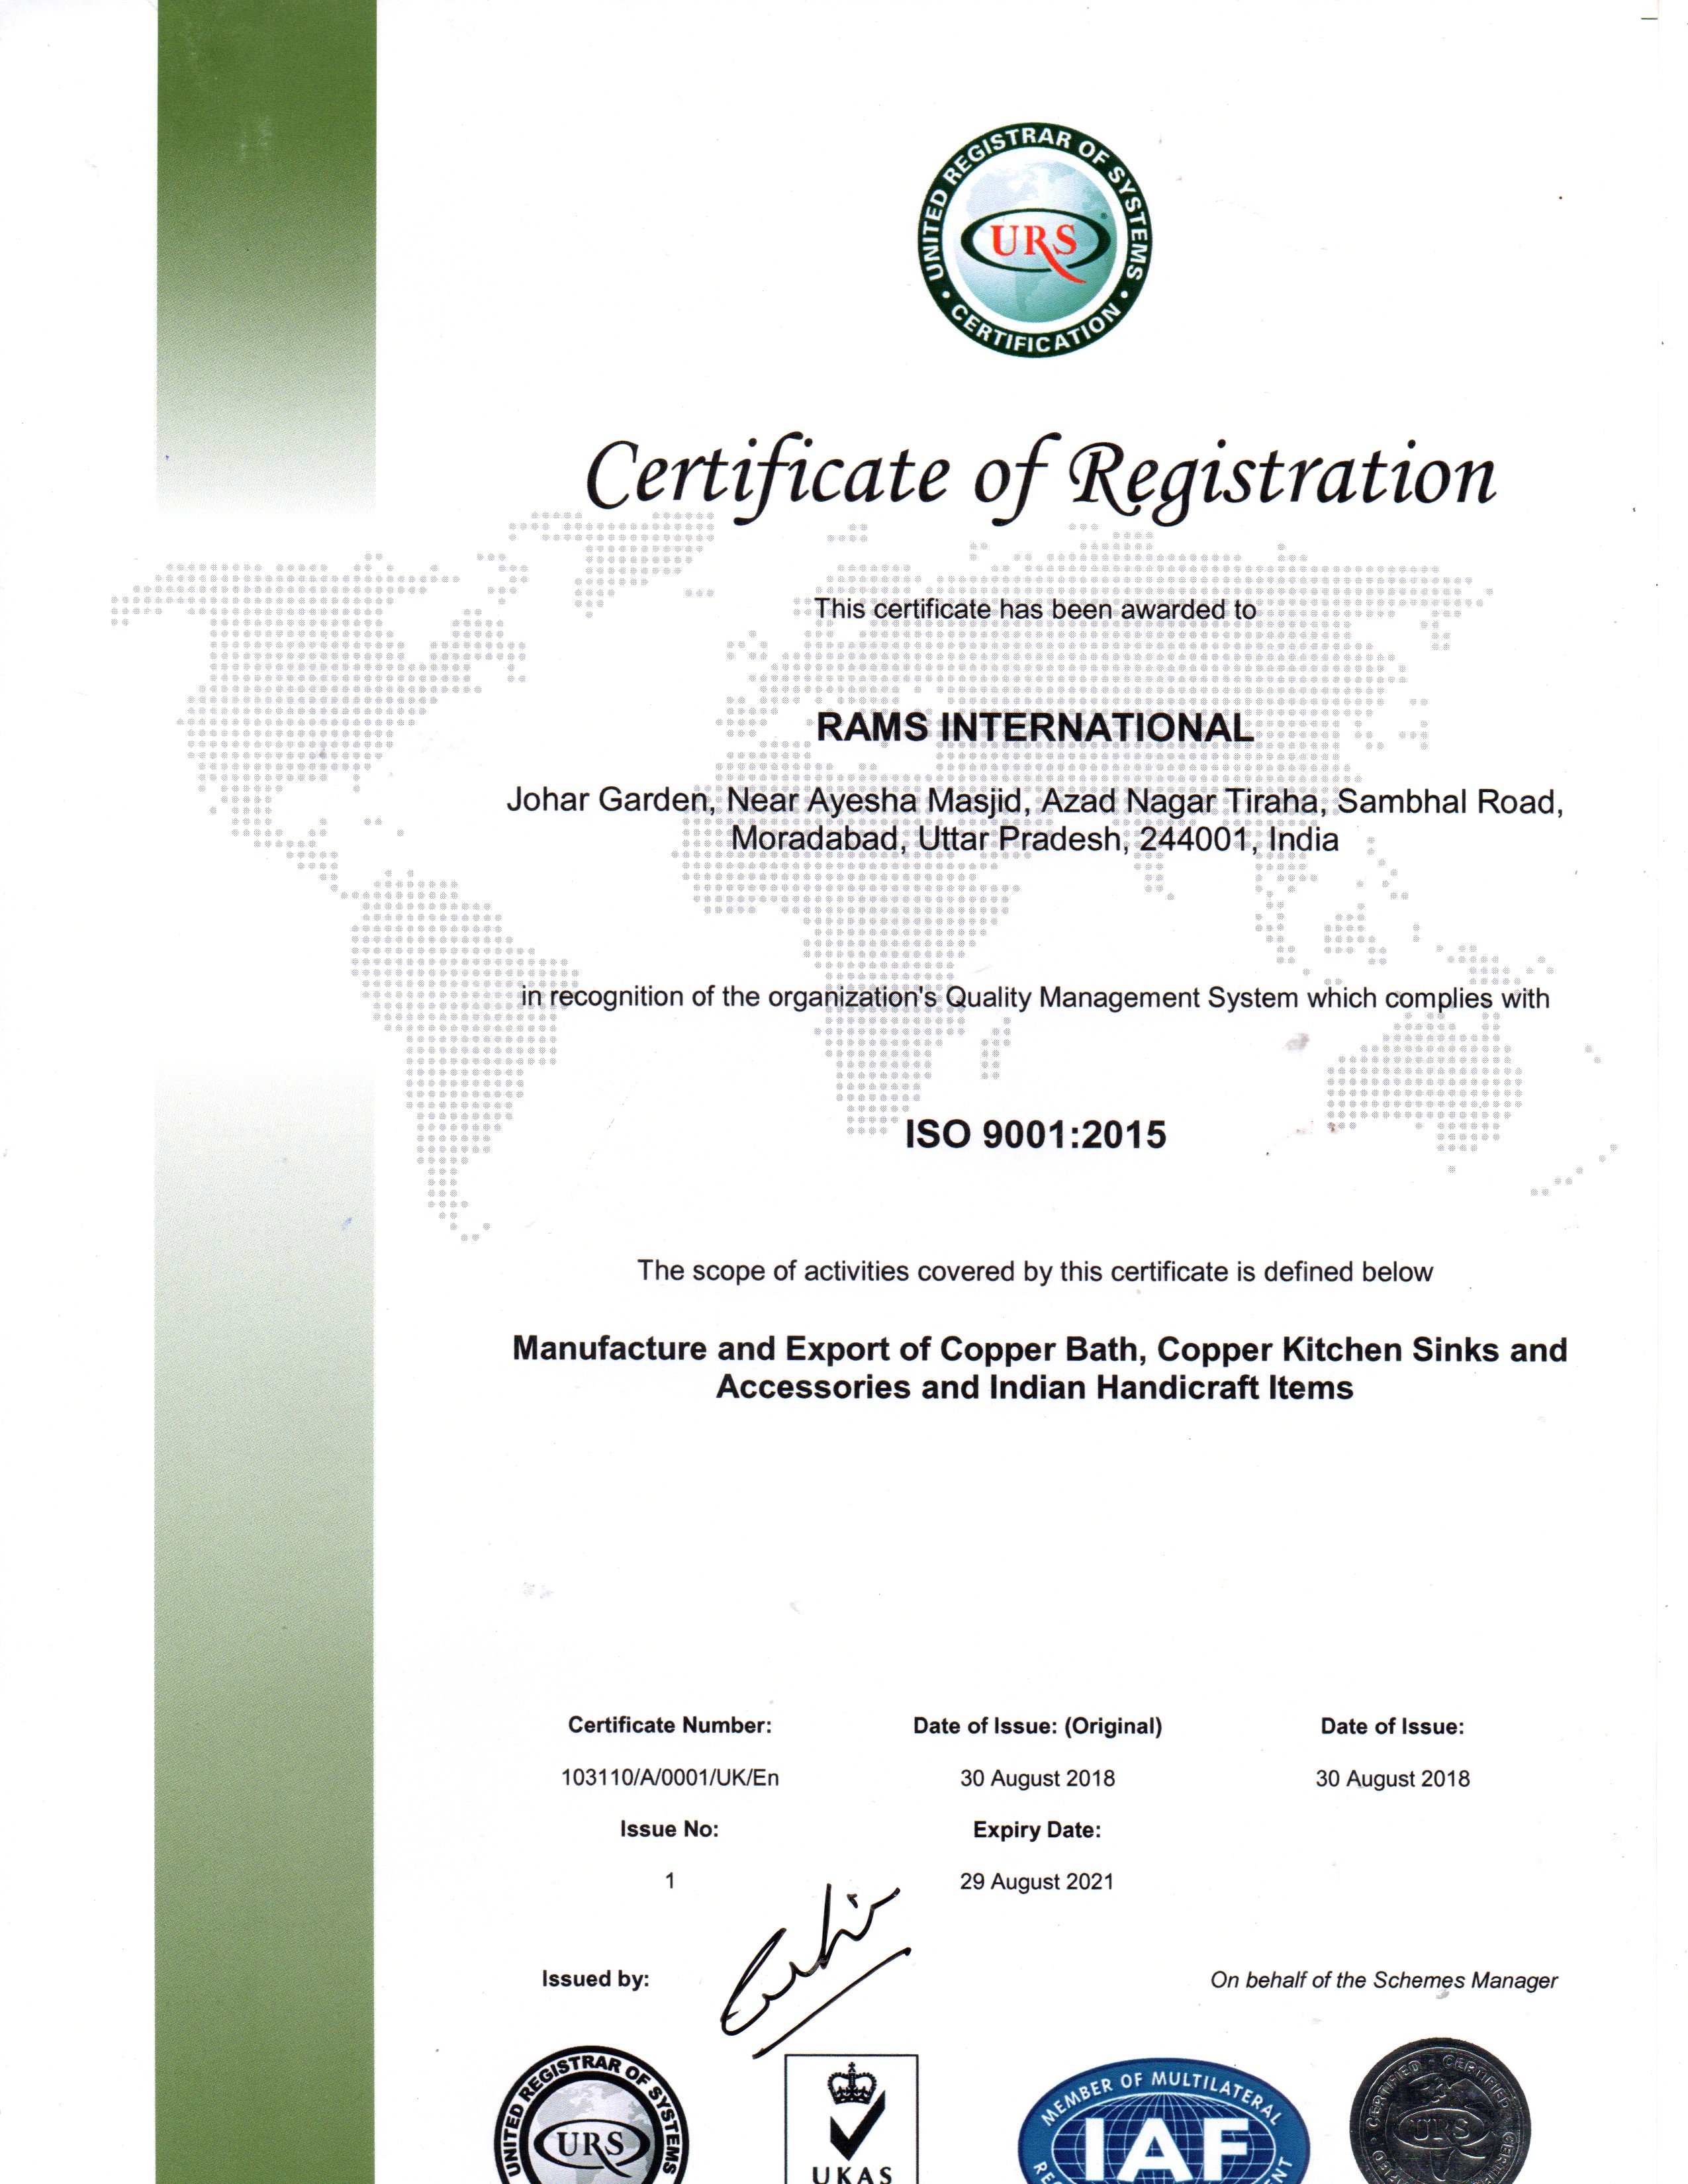 UNITED REGISTRAR OF SYSTEMS
URS
CERTIFICATION
Certificate of Registration
This certificate has been awarded to
RAMS INTERNATIONAL
Johar Garden, Near Ayesha Masjid, Azad Nagar Tiraha, Sambhal Road,
Moradabad, Uttar Pradesh, 244001, India
in recognition of the organization's Quality Management System which complies with
ISO 9001:2015
The scope of activities covered by this certificate is defined below
Manufacture and Export of Copper Bath, Copper Kitchen Sinks and
Accessories and Indian Handicraft Items
Certificate Number: Date of Issue: (Original) Date of Issue:
103110/A/0001/UK/En 30 August 2018 30 August 2018
Issue No: Expiry Date:
1 29 August 2021
Issued by: On behalf of the Schemes Manager
UNITED REGISTRAR OF SYSTEMS
URS
UKAS
MEMBER OF MULTILATERAL
IAF
CERTIFIED CERTIFIED
URS